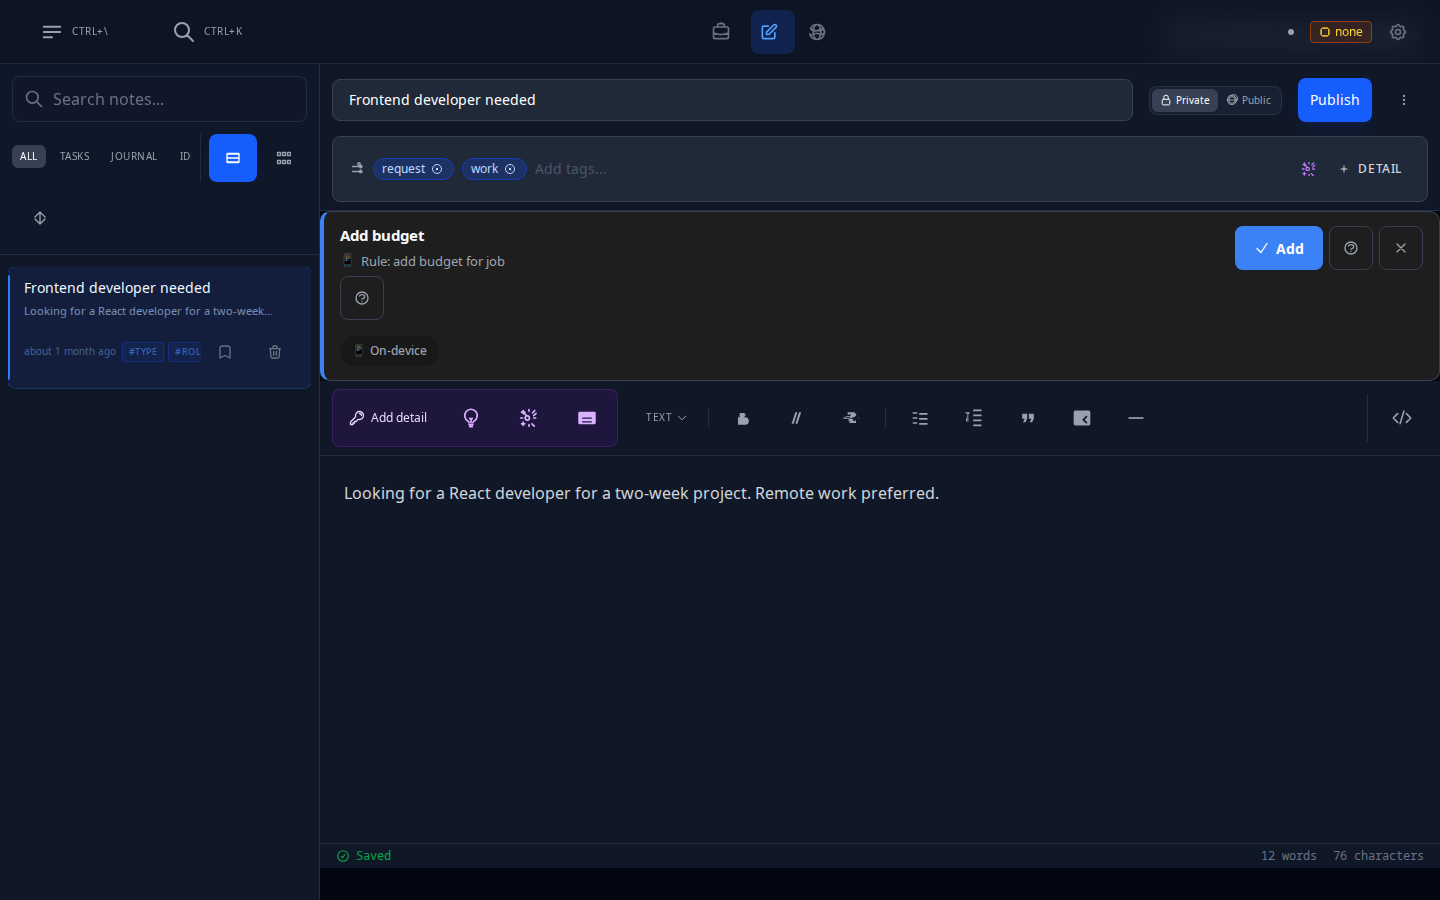 CTRL+\
CTRL+K
none
Search notes...
ALL TASKS JOURNAL ID
Frontend developer needed
Looking for a React developer for a two-week...
about 1 month ago #TYPE #ROL
Frontend developer needed
Private Public
Publish
request work Add tags...
+ DETAIL
Add budget
Rule: add budget for job
Add
On-device
Add detail
TEXT
Looking for a React developer for a two-week project. Remote work preferred.
Saved
12 words 76 characters